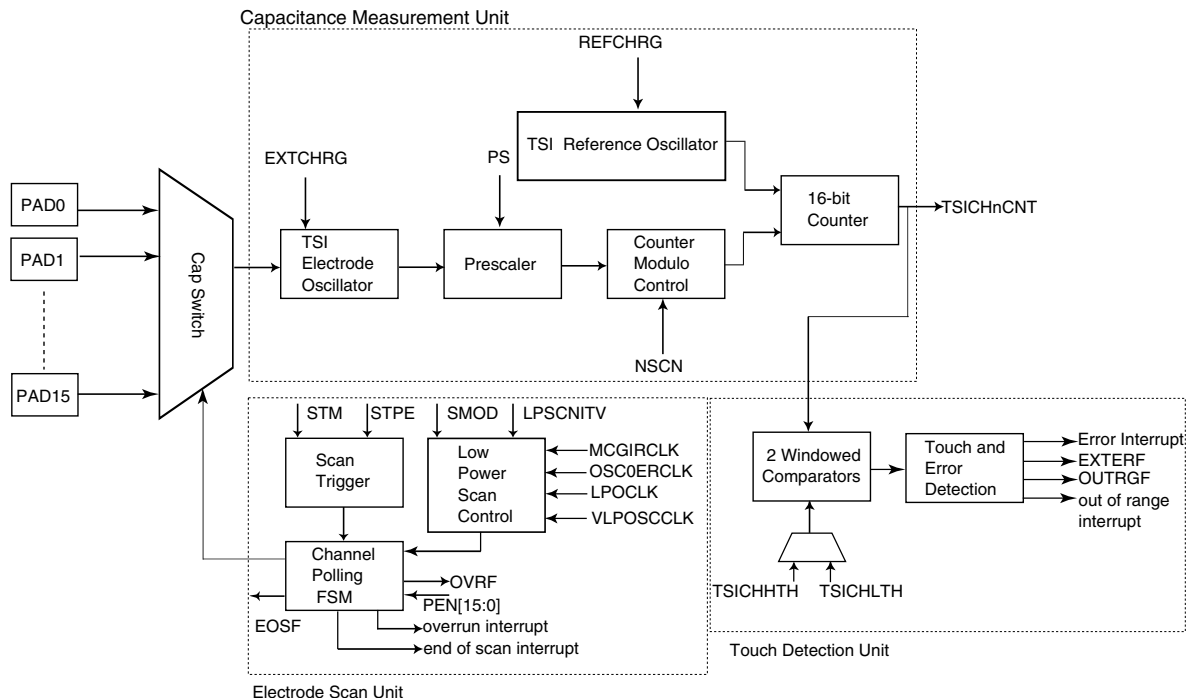 Capacitance Measurement Unit
REFCHRG
TSI Reference Oscillator
EXTCHRG
PS
PAD0
PAD1
PAD15
Cap Switch
TSI
Electrode
Oscillator
Prescaler
Counter
Modulo
Control
16-bit
Counter
TSICHnCNT
NSCN
STM
STPE
SMOD
LPSCNITV
Scan
Trigger
Low
Power
Scan
Control
MCGIRCLK
OSC0ERCLK
LPOCLK
VLPOSCCLK
Channel
Polling
FSM
OVRF
PEN[15:0]
EOSF
overrun interrupt
end of scan interrupt
Electrode Scan Unit
2 Windowed
Comparators
Touch and
Error
Detection
Error Interrupt
EXTERF
OUTRGF
out of range
interrupt
TSICHHTH
TSICHLTH
Touch Detection Unit